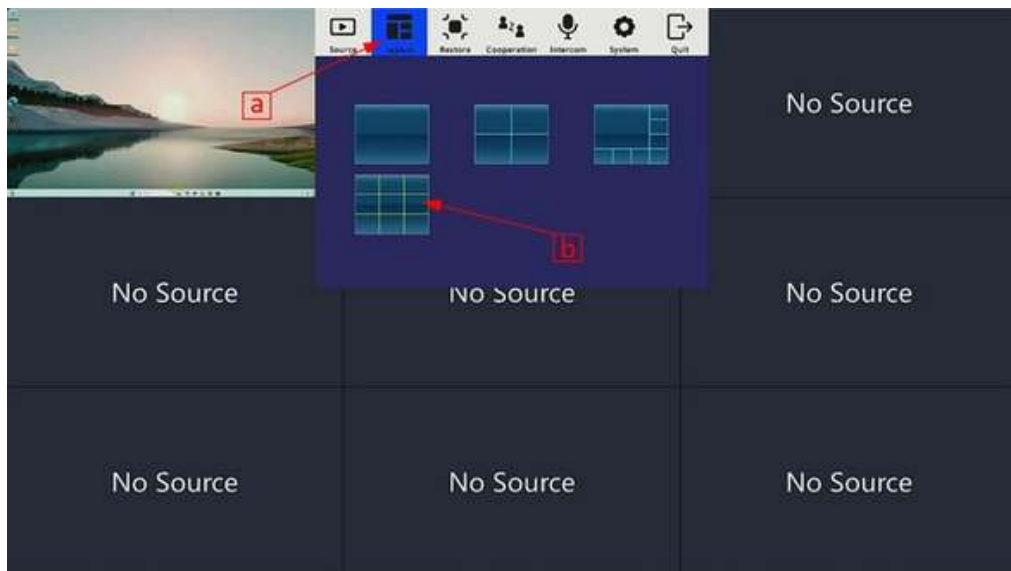 Source
Restore
Cooperation
Intercom
System
Quit
a
b
No Source
No Source
No Source
No Source
No Source
No Source
No Source